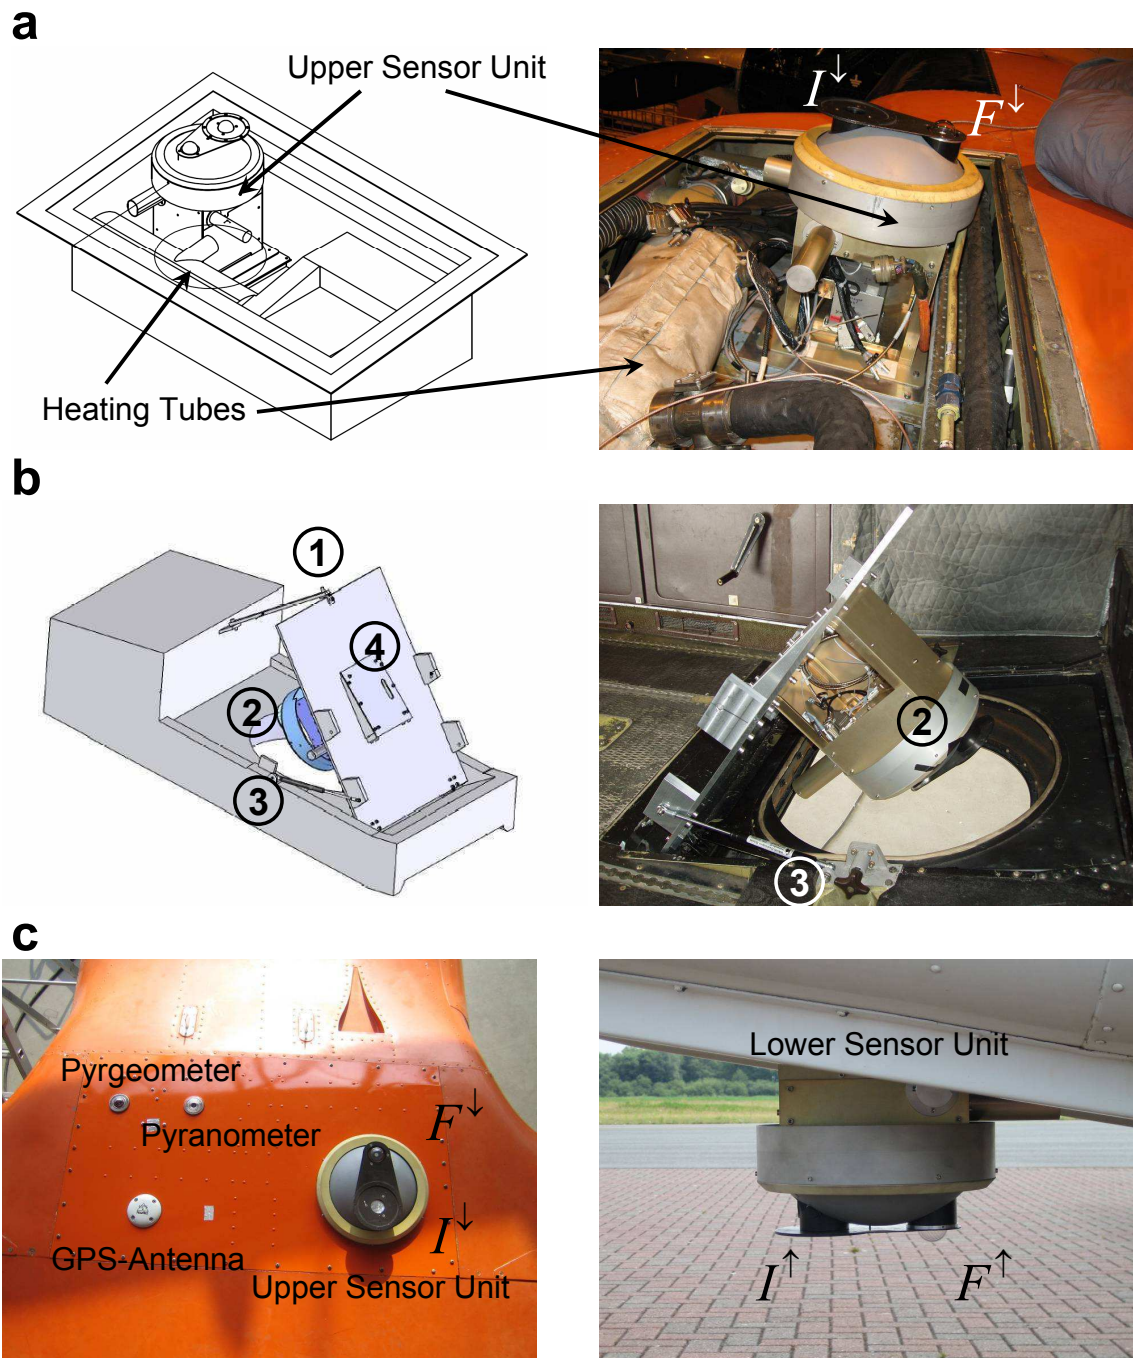 a
Upper Sensor Unit
I↓
F↓
Heating Tubes
b
1
4
2
3
2
3
c
Pyrgeometer
Pyranometer
F↓
GPS-Antenna
I↓
Upper Sensor Unit
Lower Sensor Unit
I↑
F↑